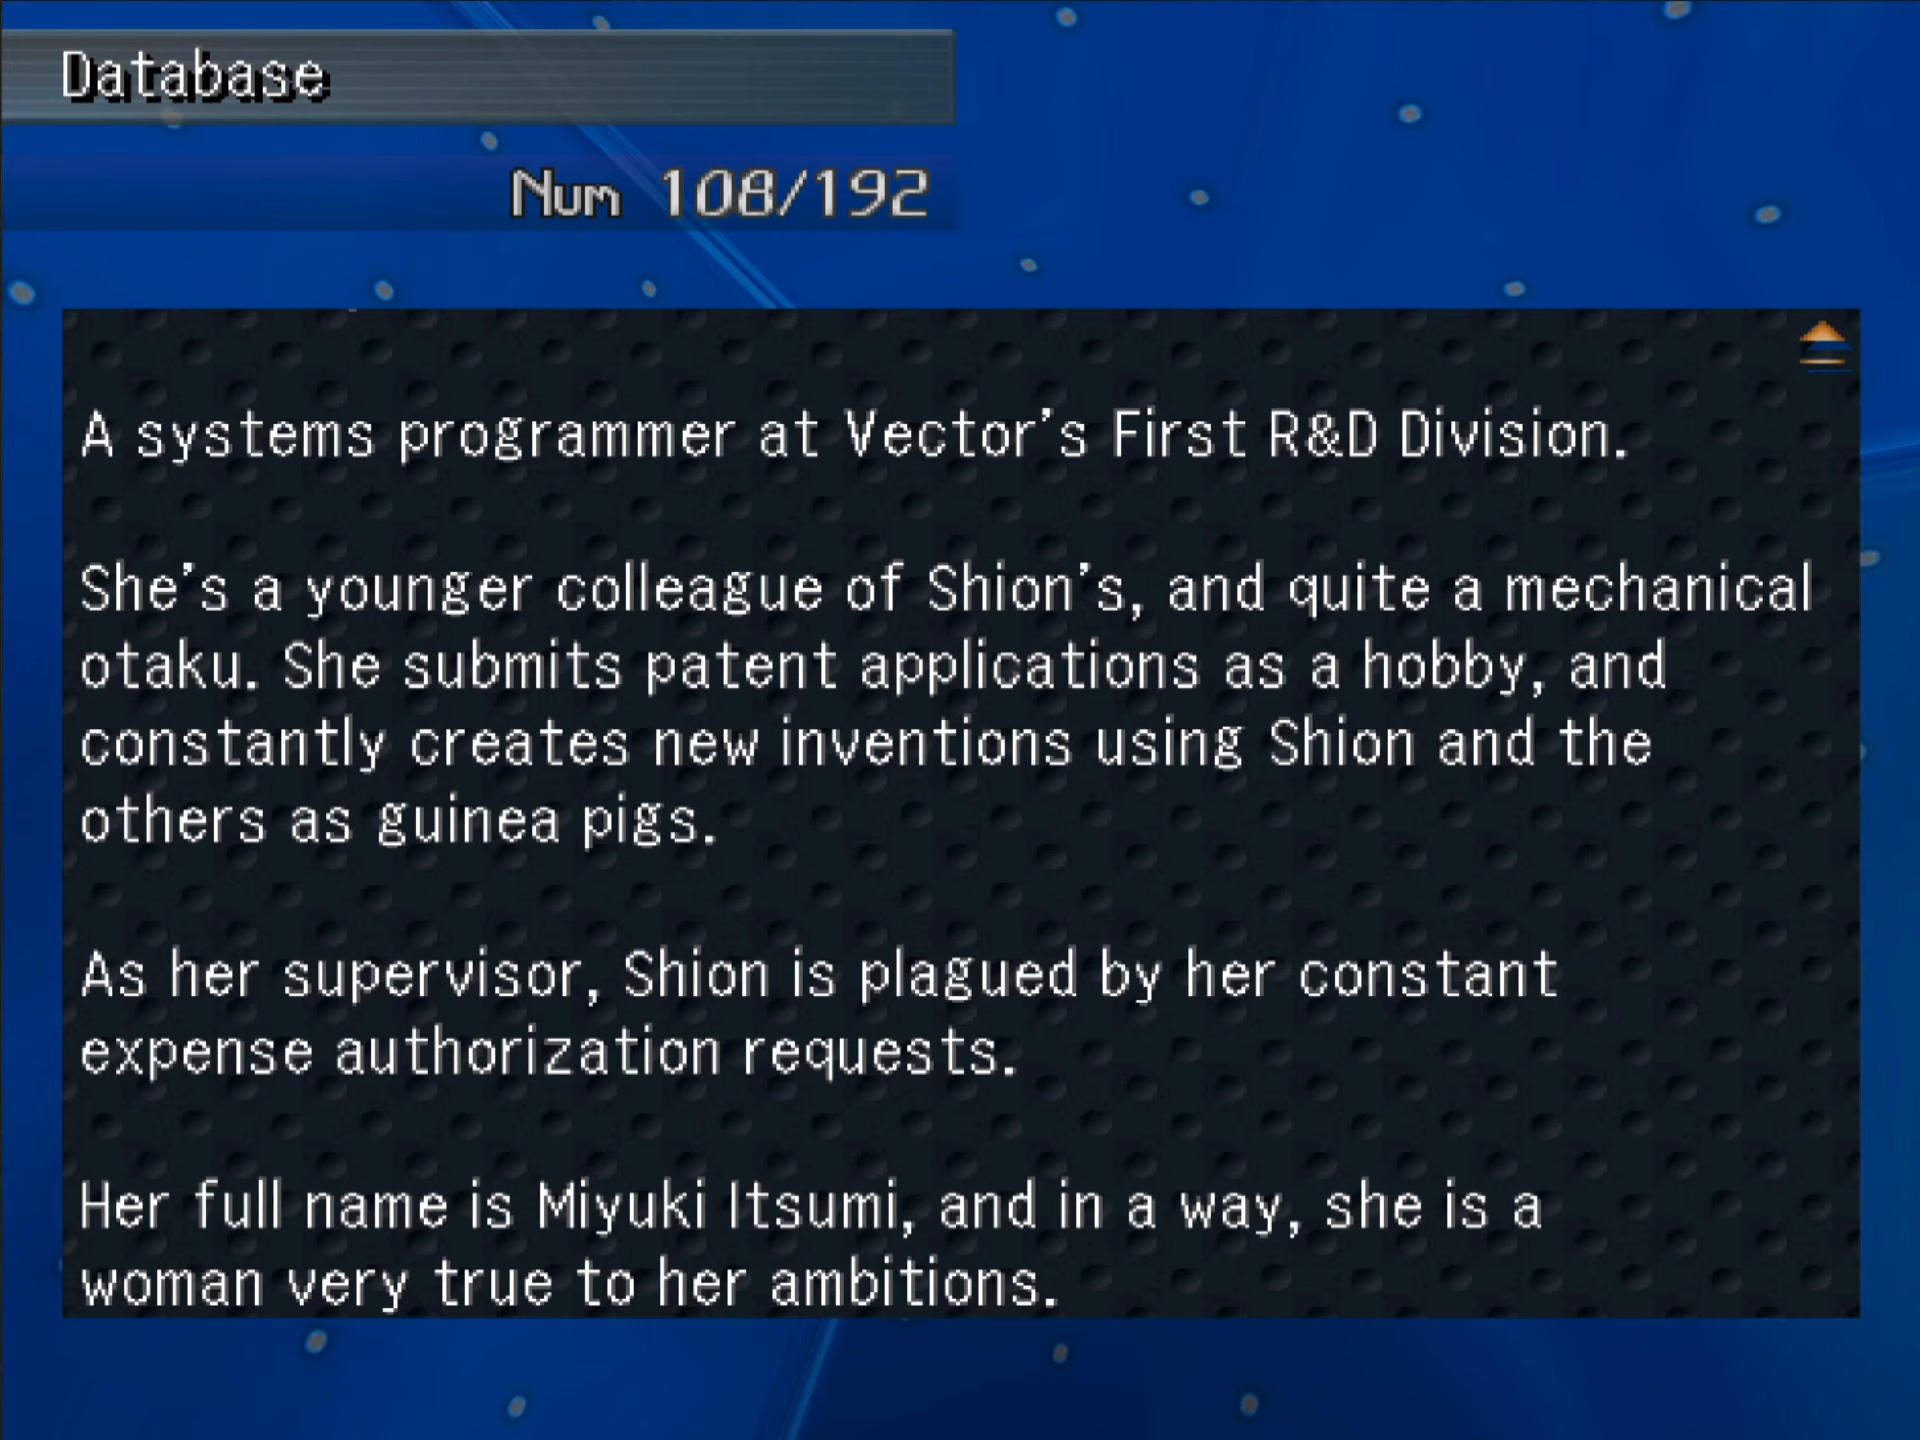 Database
Num 108/192
A systems programmer at Vector's First R&D Division.
She's a younger colleague of Shion's, and quite a mechanical
otaku. She submits patent applications as a hobby, and
constantly creates new inventions using Shion and the
others as guinea pigs.
As her supervisor, Shion is plagued by her constant
expense authorization requests.
Her full name is Miyuki Itsumi, and in a way, she is a
woman very true to her ambitions.